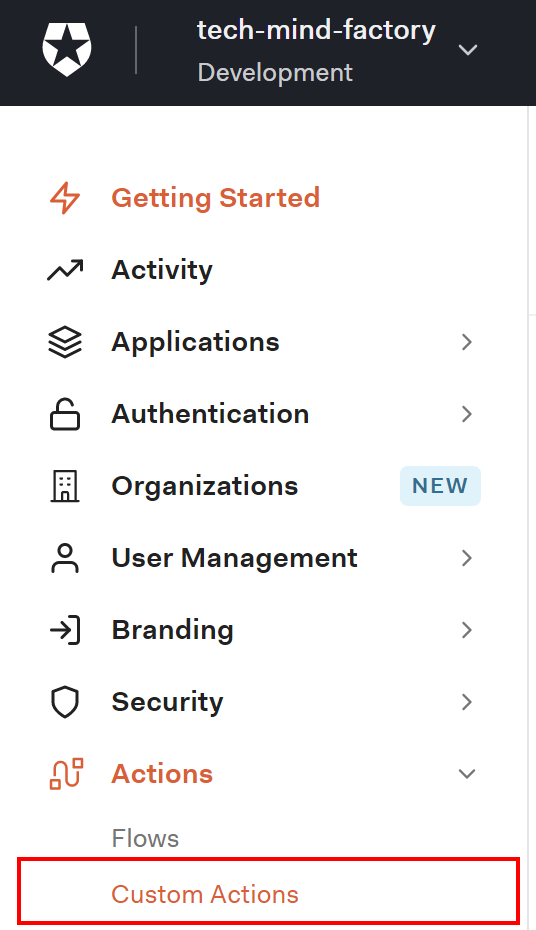 tech-mind-factory
Development
Getting Started
Activity
Applications
Authentication
Organizations NEW
User Management
Branding
Security
Actions
Flows
Custom Actions